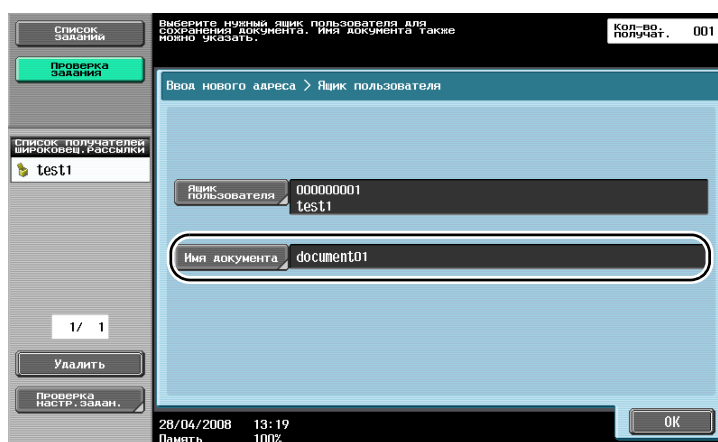 Список
заданий
Выберите нужный ящик пользователя для
сохранения документа. Имя документа также
можно указать.
Кол-во.
получат.
001
Проверка
задания
Ввод нового адреса > Ящик пользователя
Список получателей
широковещ.рассылки
test1
Ящик
пользователя
000000001
test1
Имя документа
document01
1/ 1
Удалить
Проверка
настр.задан.
28/04/2008 13:19
Память 100%
OK